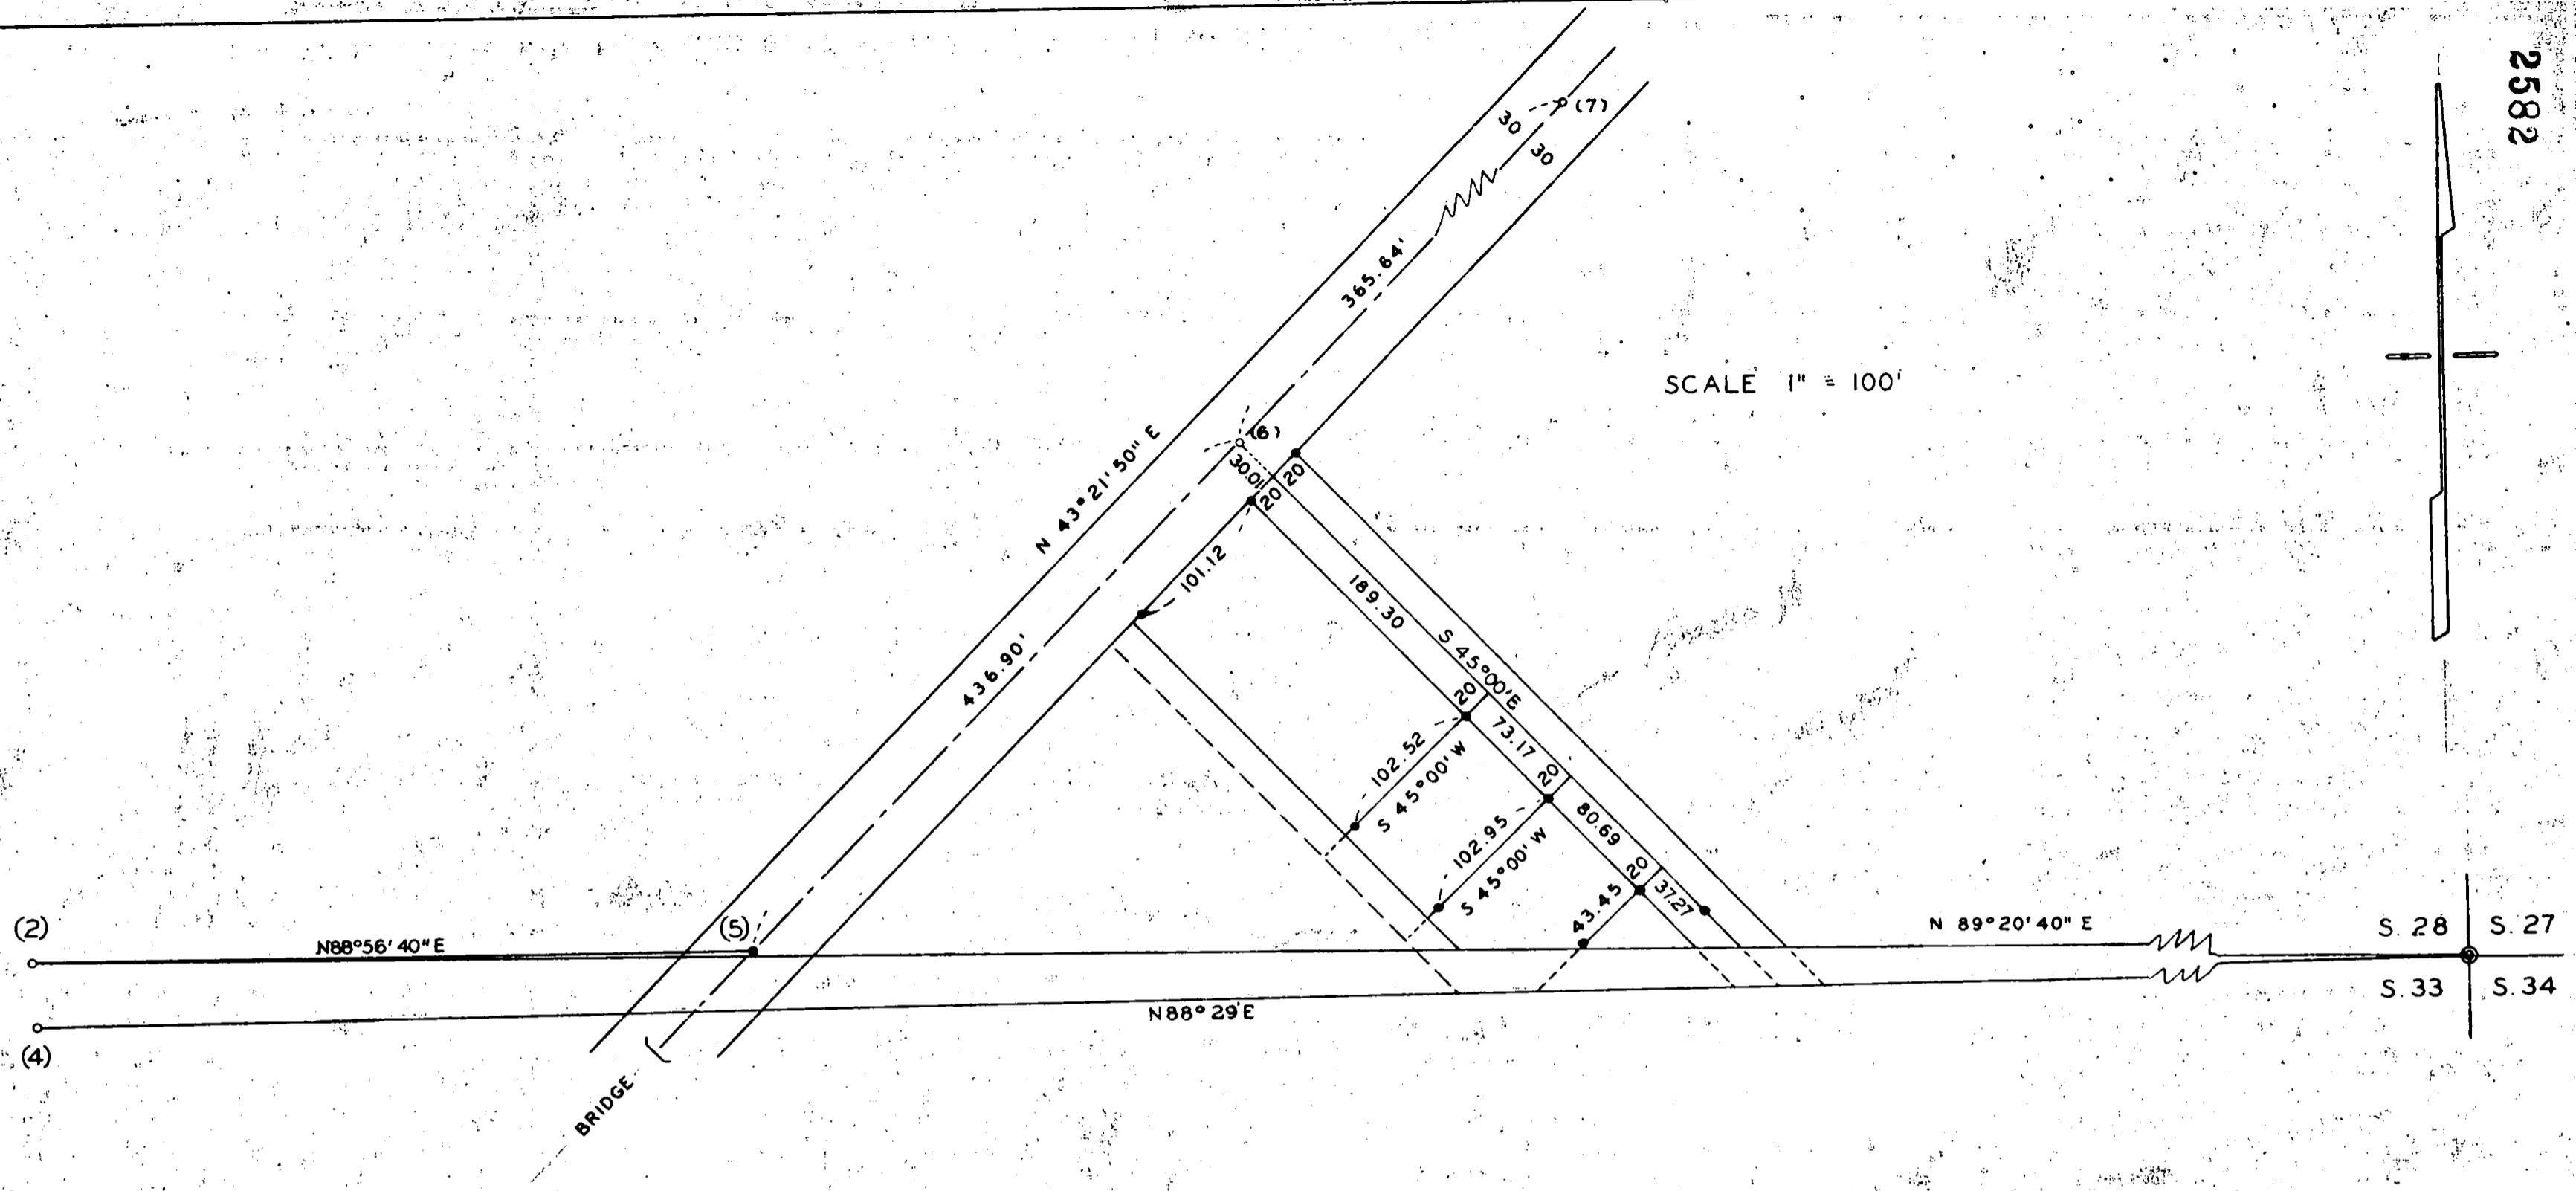 2582
(7)
30
30
365.64'
SCALE 1" = 100'
N 43° 21' 50" E
(6)
30.01
20
20
101.12
189.30
436.90'
S 45°00'E
20
73.17
102.52
S 45°00' W
20
80.69
102.95
S 45°00' W
20
37.27
43.45
(2)
N88°56'40"E
(5)
N 89°20'40" E
S. 28
S. 27
S. 33
S. 34
N88°29'E
(4)
BRIDGE